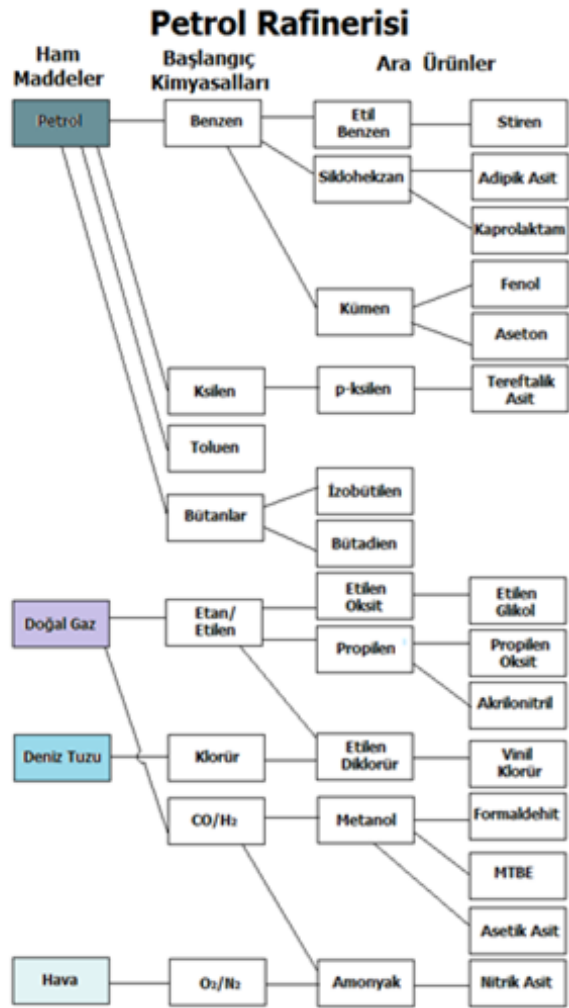 Petrol Rafinerisi
Ham
Maddeler
Başlangıç
Kimyasalları
Ara Ürünler
Petrol
Benzen
Etil
Benzen
Stiren
Siklohekzan
Adipik Asit
Kaprolaktam
Kümen
Fenol
Aseton
Ksilen
p-ksilen
Tereftalik
Asit
Toluen
Bütanlar
İzobütilen
Bütadien
Doğal Gaz
Etan/
Etilen
Etilen
Oksit
Etilen
Glikol
Propilen
Propilen
Oksit
Akrilonitril
Deniz Tuzu
Klorür
Etilen
Diklorür
Vinil
Klorür
CO/H₂
Metanol
Formaldehit
MTBE
Asetik Asit
Hava
O₂/N₂
Amonyak
Nitrik Asit